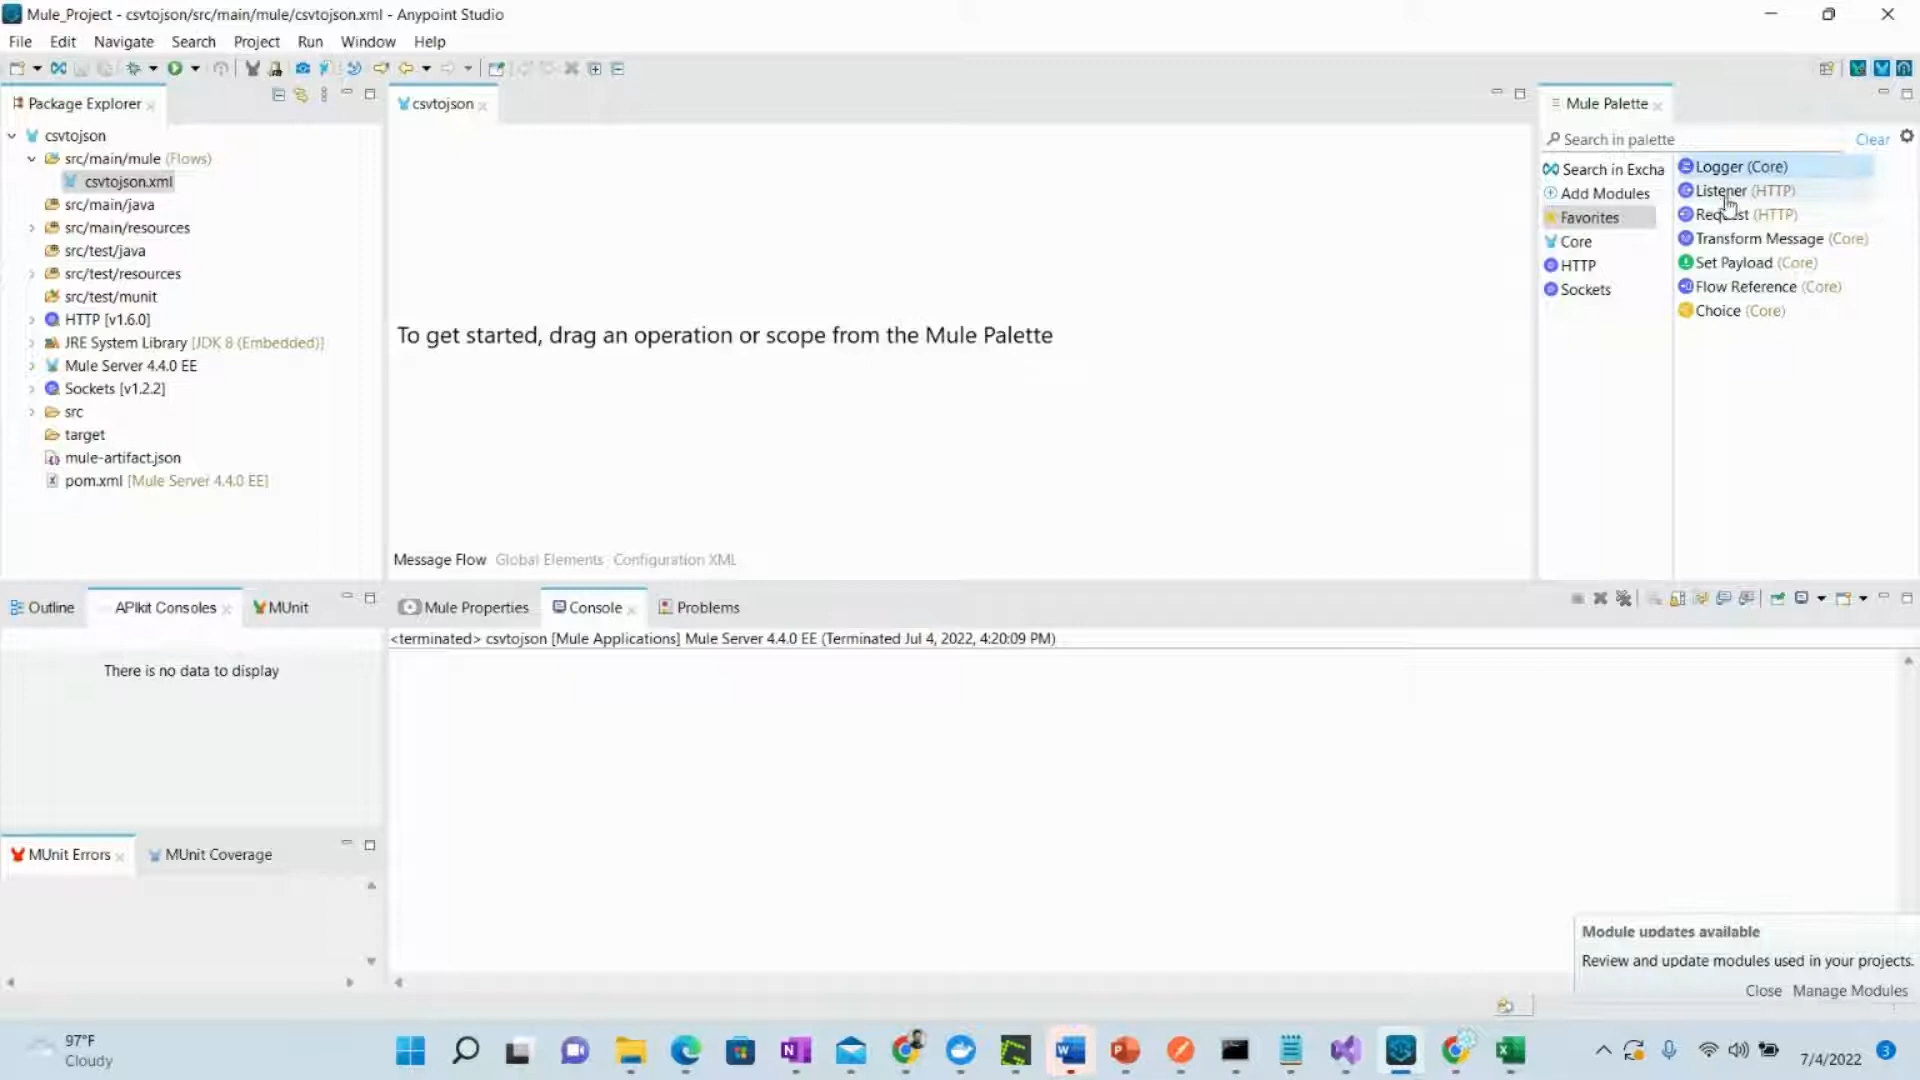 Mule_Project - csvtojson/src/main/mule/csvtojson.xml - Anypoint Studio
File Edit Navigate Search Project Run Window Help
Package Explorer
csvtojson
src/main/mule (Flows)
csvtojson.xml
src/main/java
src/main/resources
src/test/java
src/test/resources
src/test/munit
HTTP [v1.6.0]
JRE System Library [JDK 8 (Embedded)]
Mule Server 4.4.0 EE
Sockets [v1.2.2]
src
target
mule-artifact.json
pom.xml [Mule Server 4.4.0 EE]
csvtojson
To get started, drag an operation or scope from the Mule Palette
Message Flow Global Elements Configuration XML
Mule Palette
Search in palette
Clear
Search in Excha
Add Modules
Favorites
Core
HTTP
Sockets
Logger (Core)
Listener (HTTP)
Request (HTTP)
Transform Message (Core)
Set Payload (Core)
Flow Reference (Core)
Choice (Core)
Outline APIkit Consoles MUnit
There is no data to display
MUnit Errors MUnit Coverage
Mule Properties Console Problems
<terminated> csvtojson [Mule Applications] Mule Server 4.4.0 EE (Terminated Jul 4, 2022, 4:20:09 PM)
Module updates available
Review and update modules used in your projects.
Close Manage Modules
97°F
Cloudy
7/4/2022
3